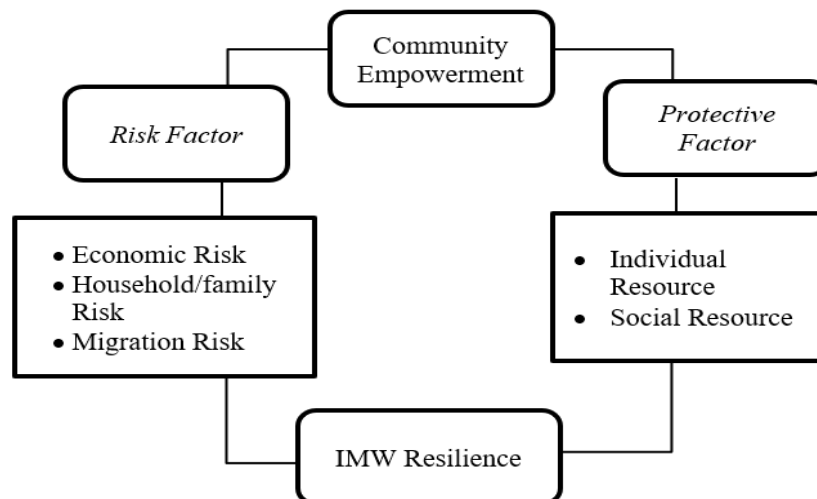 Community
Empowerment
Risk Factor
Protective
Factor
• Economic Risk
• Household/family
Risk
• Migration Risk
• Individual
Resource
• Social Resource
IMW Resilience